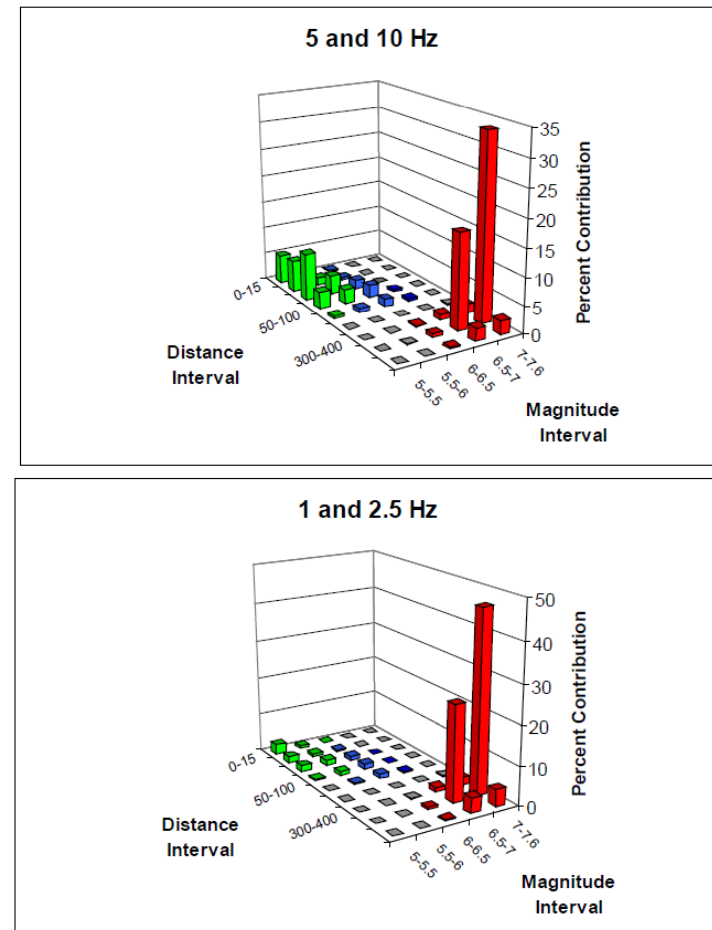 5 and 10 Hz
35
30
25
20
15
10
5
0
Percent Contribution
0-15
50-100
300-400
Distance
Interval
5-5.5
5.5-6
6-6.5
6.5-7
7-7.6
Magnitude
Interval
1 and 2.5 Hz
50
40
30
20
10
0
Percent Contribution
0-15
50-100
300-400
Distance
Interval
5-5.5
5.5-6
6-6.5
6.5-7
7-7.6
Magnitude
Interval